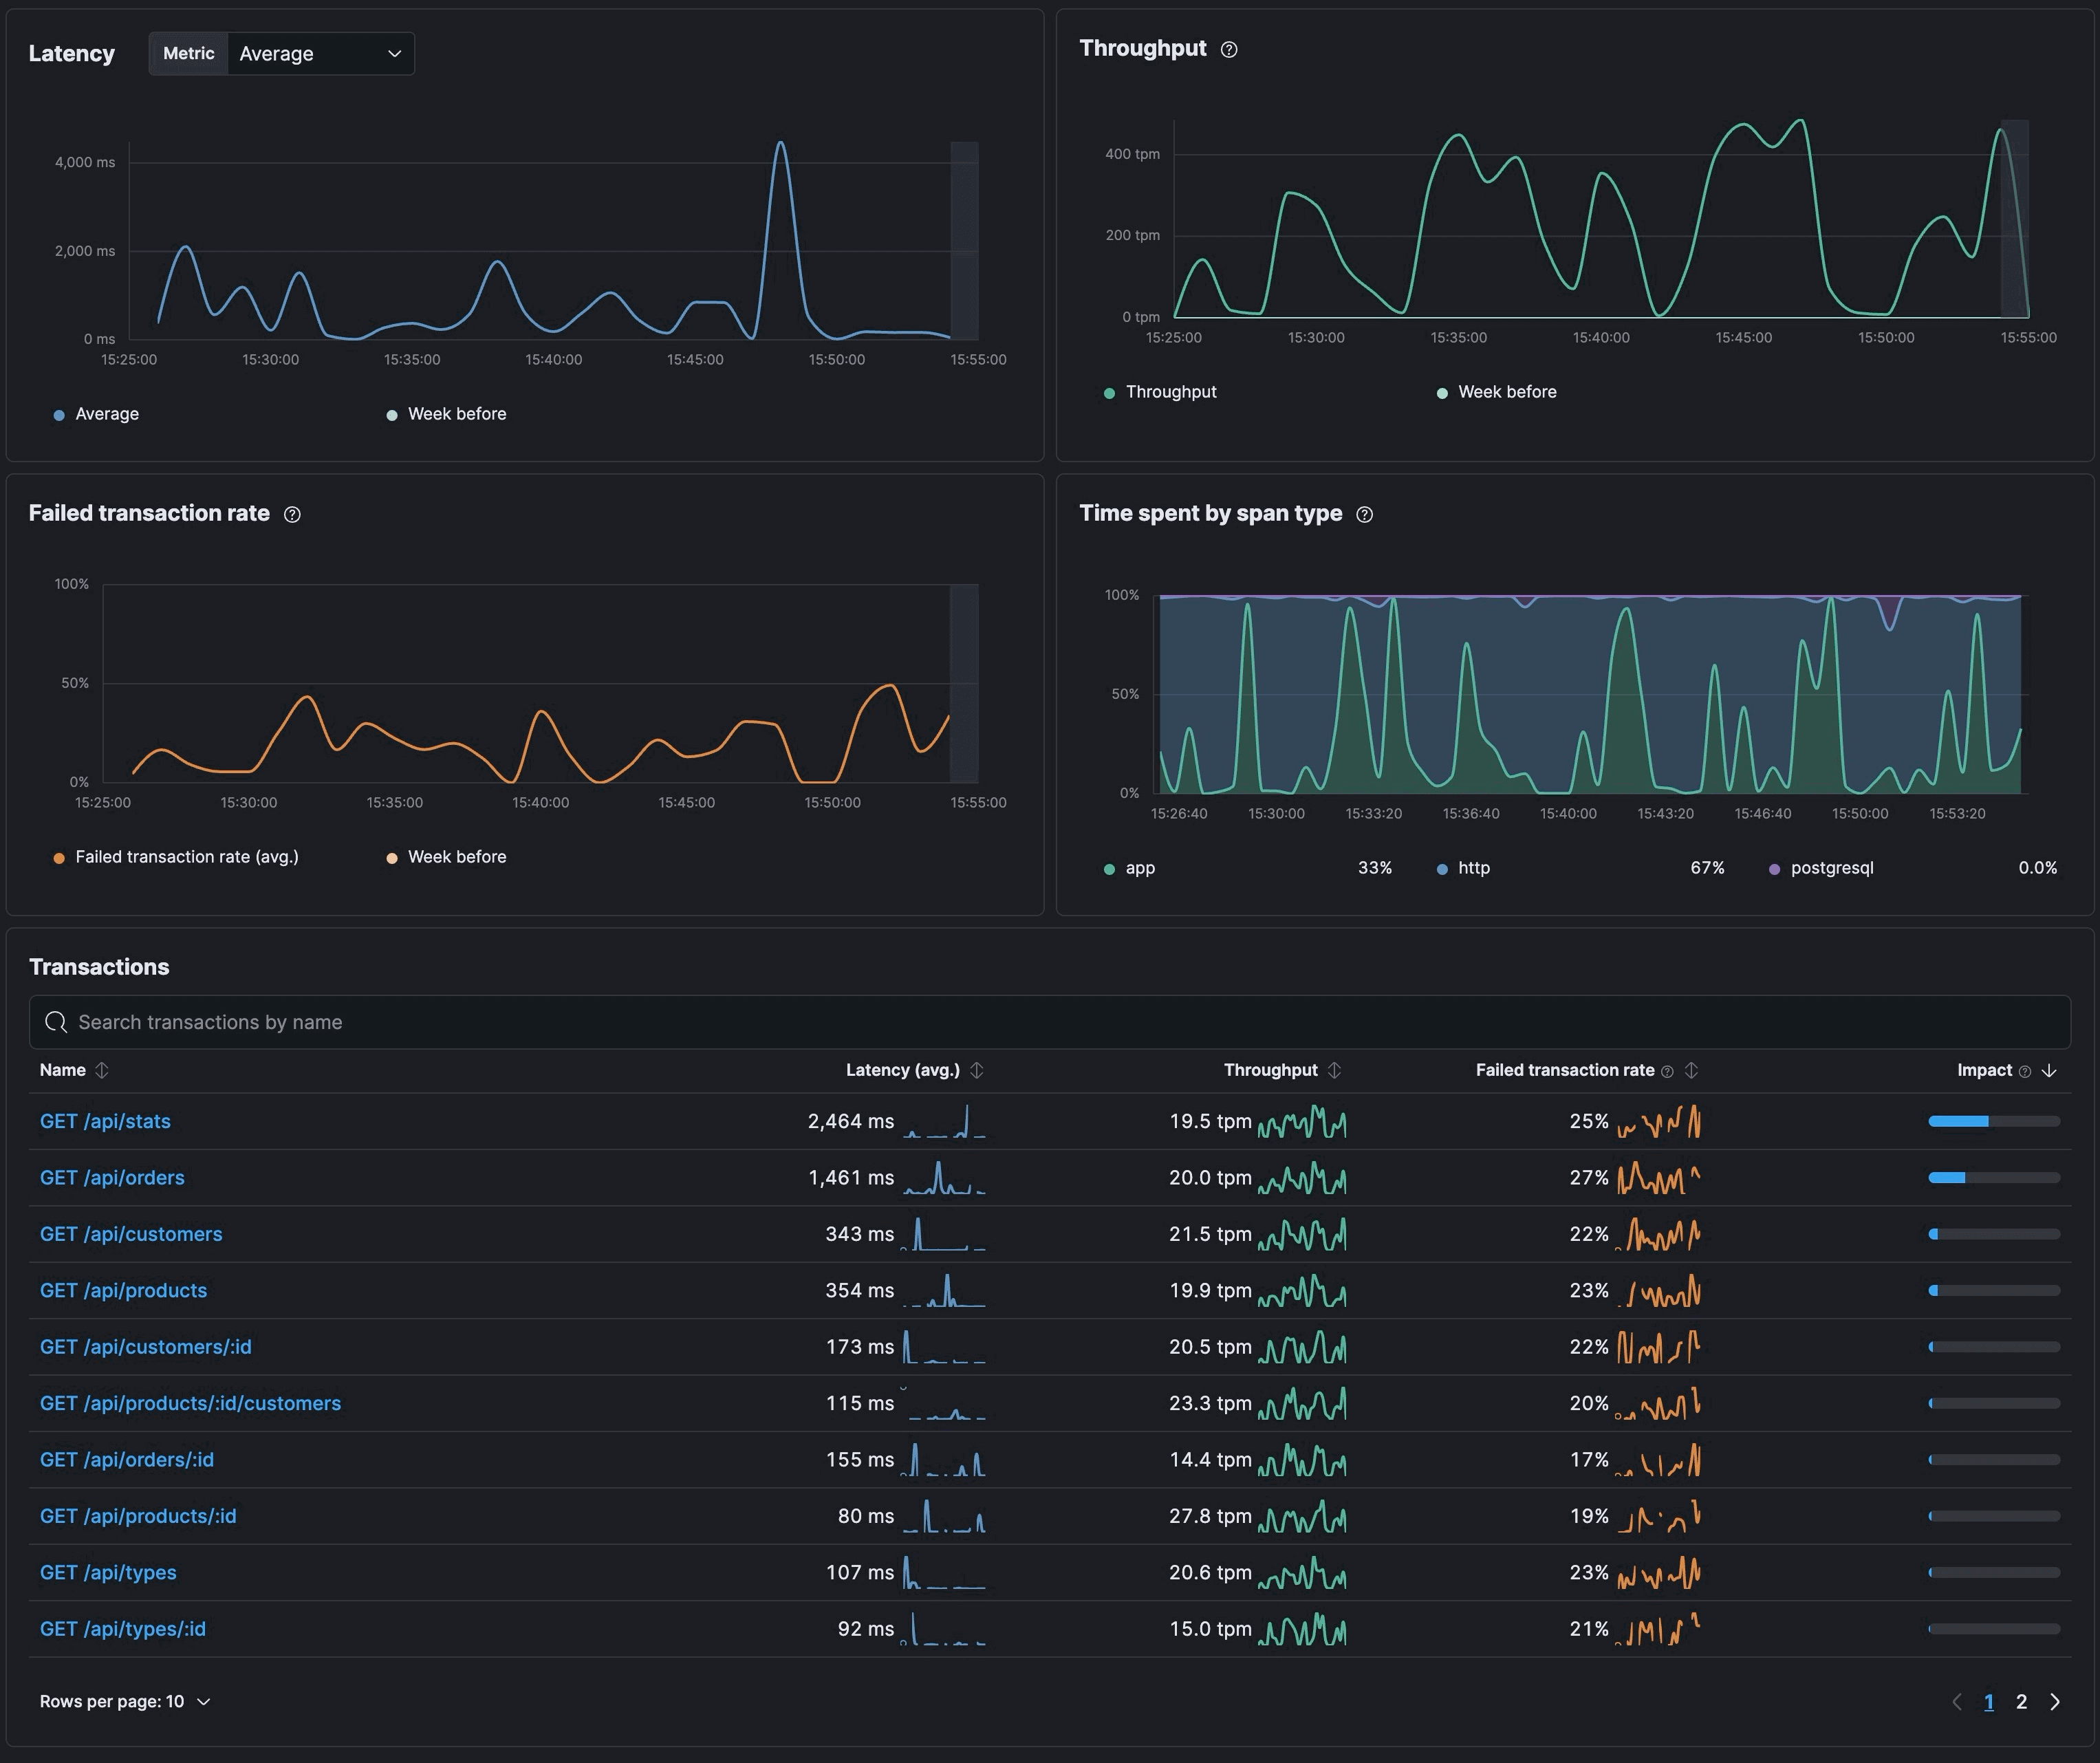 Latency Metric Average
4,000 ms
2,000 ms
0 ms
15:25:00 15:30:00 15:35:00 15:40:00 15:45:00 15:50:00 15:55:00
Average Week before
Throughput
400 tpm
200 tpm
0 tpm
15:25:00 15:30:00 15:35:00 15:40:00 15:45:00 15:50:00 15:55:00
Throughput Week before
Failed transaction rate
100%
50%
0%
15:25:00 15:30:00 15:35:00 15:40:00 15:45:00 15:50:00 15:55:00
Failed transaction rate (avg.) Week before
Time spent by span type
100%
50%
0%
15:26:40 15:30:00 15:33:20 15:36:40 15:40:00 15:43:20 15:46:40 15:50:00 15:53:20
app 33% http 67% postgresql 0.0%
Transactions
Search transactions by name
Name Latency (avg.) Throughput Failed transaction rate Impact
GET /api/stats 2,464 ms 19.5 tpm 25%
GET /api/orders 1,461 ms 20.0 tpm 27%
GET /api/customers 343 ms 21.5 tpm 22%
GET /api/products 354 ms 19.9 tpm 23%
GET /api/customers/:id 173 ms 20.5 tpm 22%
GET /api/products/:id/customers 115 ms 23.3 tpm 20%
GET /api/orders/:id 155 ms 14.4 tpm 17%
GET /api/products/:id 80 ms 27.8 tpm 19%
GET /api/types 107 ms 20.6 tpm 23%
GET /api/types/:id 92 ms 15.0 tpm 21%
Rows per page: 10 1 2